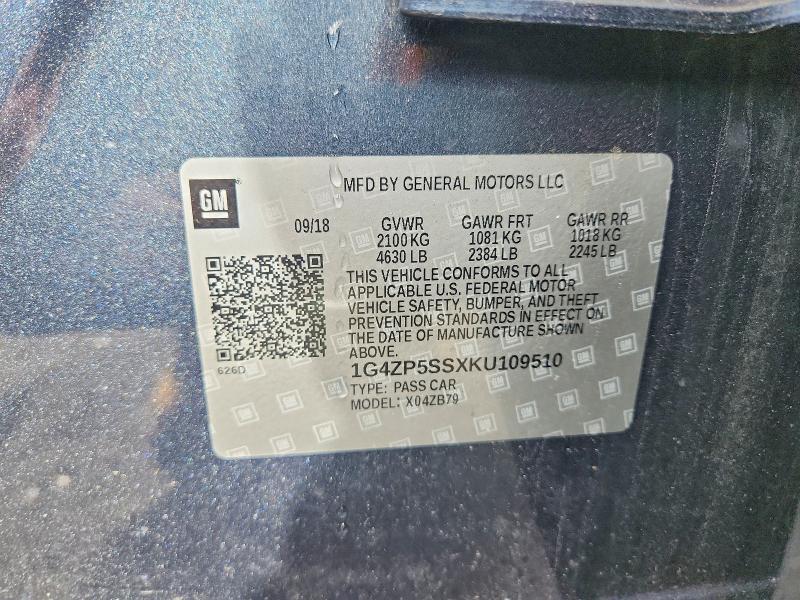 GM
MFD BY GENERAL MOTORS LLC
09/18 GVWR GAWR FRT GAWR RR
2100 KG 1081 KG 1018 KG
4630 LB 2384 LB 2245 LB
THIS VEHICLE CONFORMS TO ALL
APPLICABLE U.S. FEDERAL MOTOR
VEHICLE SAFETY, BUMPER, AND THEFT
PREVENTION STANDARDS IN EFFECT ON
THE DATE OF MANUFACTURE SHOWN
ABOVE.
626D
1G4ZP5SSXKU109510
TYPE: PASS CAR
MODEL: X04ZB79